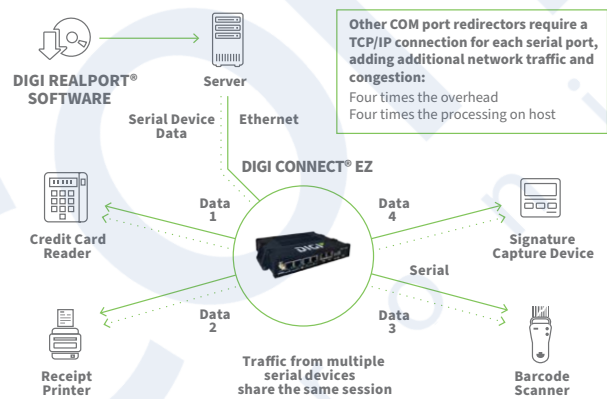 Other COM port redirectors require a
TCP/IP connection for each serial port,
adding additional network traffic and
congestion:
Four times the overhead
Four times the processing on host
DIGI REALPORT®
SOFTWARE
Server
Serial Device
Data
Ethernet
DIGI CONNECT® EZ
Data
1
Data
4
Credit Card
Reader
DIGI
Signature
Capture Device
Serial
Data
2
Data
3
Receipt
Printer
Traffic from multiple
serial devices
share the same session
Barcode
Scanner